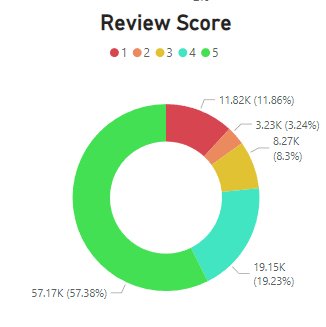 Review Score
1 2 3 4 5
11.82K (11.86%)
3.23K (3.24%)
8.27K
(8.3%)
19.15K
(19.23%)
57.17K (57.38%)